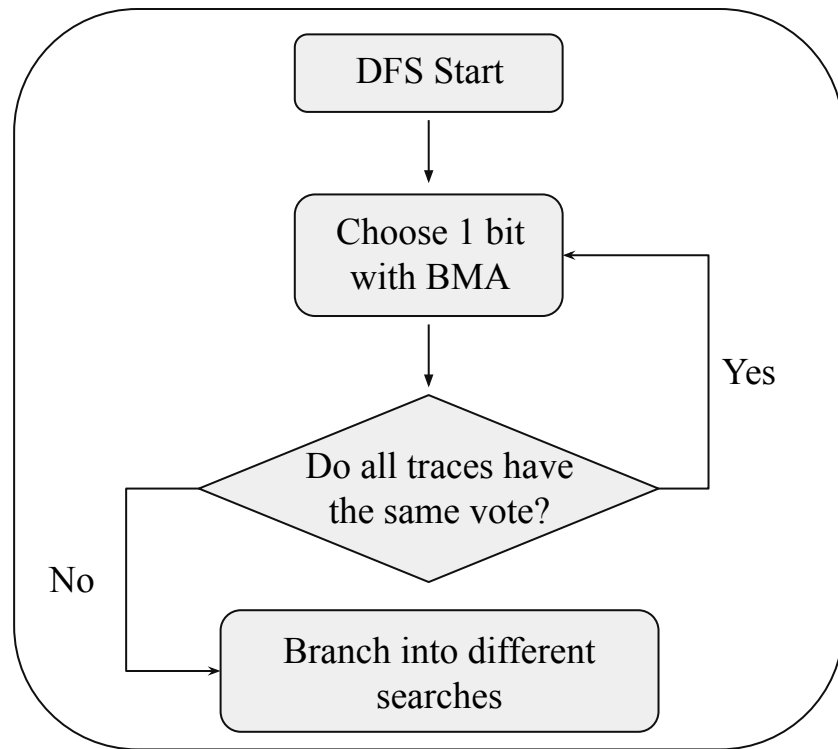 DFS Start
Choose 1 bit
with BMA
Yes
Do all traces have
the same vote?
No
Branch into different
searches